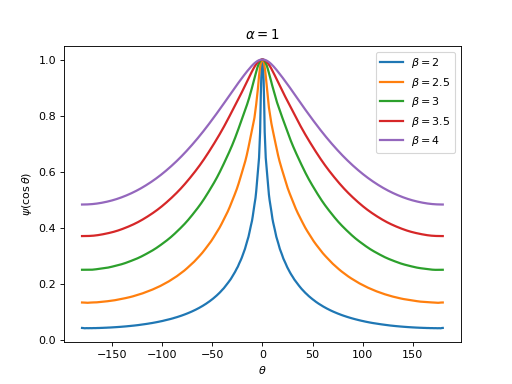 α = 1
ψ(cos θ)
1.0
0.8
0.6
0.4
0.2
0.0
β = 2
β = 2.5
β = 3
β = 3.5
β = 4
−150 −100 −50 0 50 100 150
θ